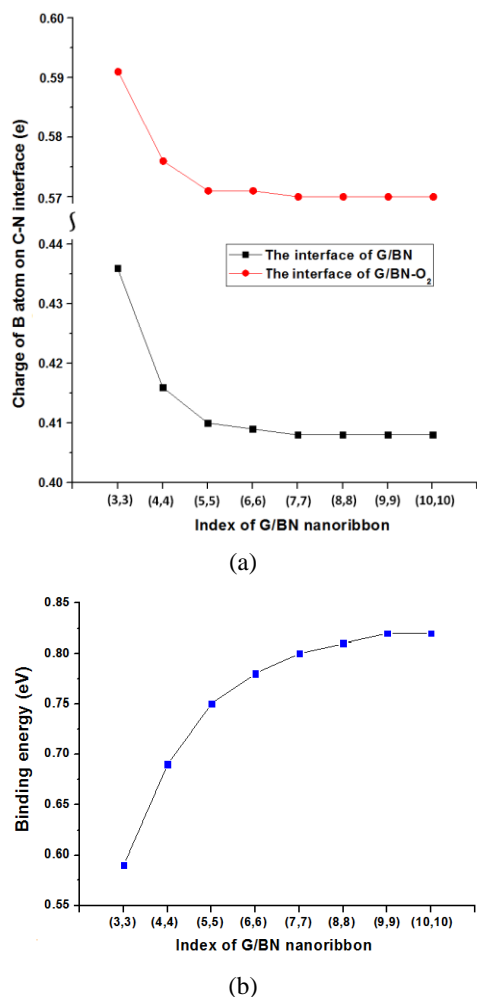 0.60
0.59
0.58
0.57
0.44
0.43
0.42
0.41
0.40
Charge of B atom on C-N interface (e)
The interface of G/BN
The interface of G/BN-O₂
(3,3) (4,4) (5,5) (6,6) (7,7) (8,8) (9,9) (10,10)
Index of G/BN nanoribbon
(a)
0.85
0.80
0.75
0.70
0.65
0.60
0.55
Binding energy (eV)
(3,3) (4,4) (5,5) (6,6) (7,7) (8,8) (9,9) (10,10)
Index of G/BN nanoribbon
(b)